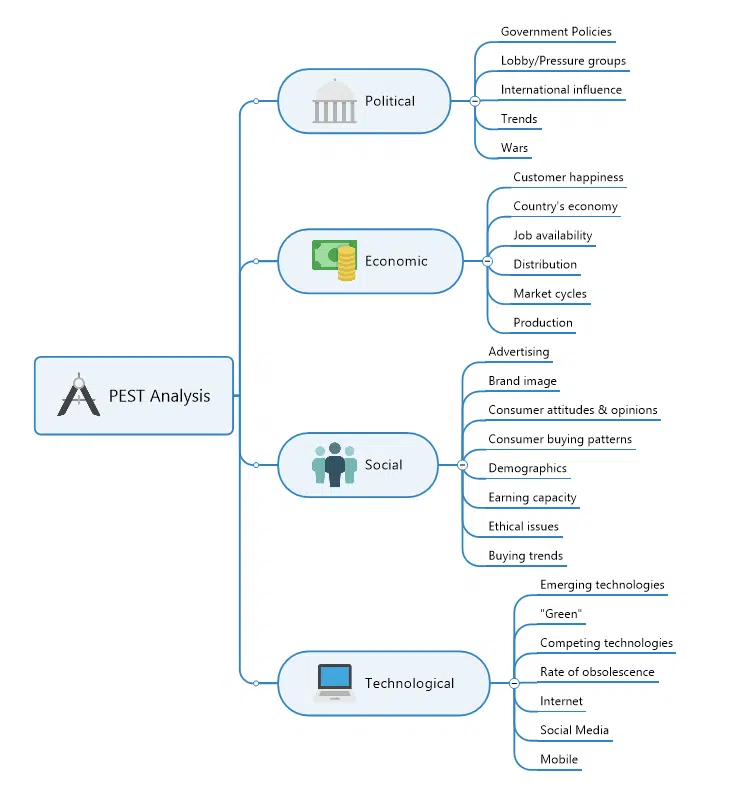 PEST Analysis
Political
Government Policies
Lobby/Pressure groups
International influence
Trends
Wars
Economic
Customer happiness
Country's economy
Job availability
Distribution
Market cycles
Production
Social
Advertising
Brand image
Consumer attitudes & opinions
Consumer buying patterns
Demographics
Earning capacity
Ethical issues
Buying trends
Technological
Emerging technologies
"Green"
Competing technologies
Rate of obsolescence
Internet
Social Media
Mobile